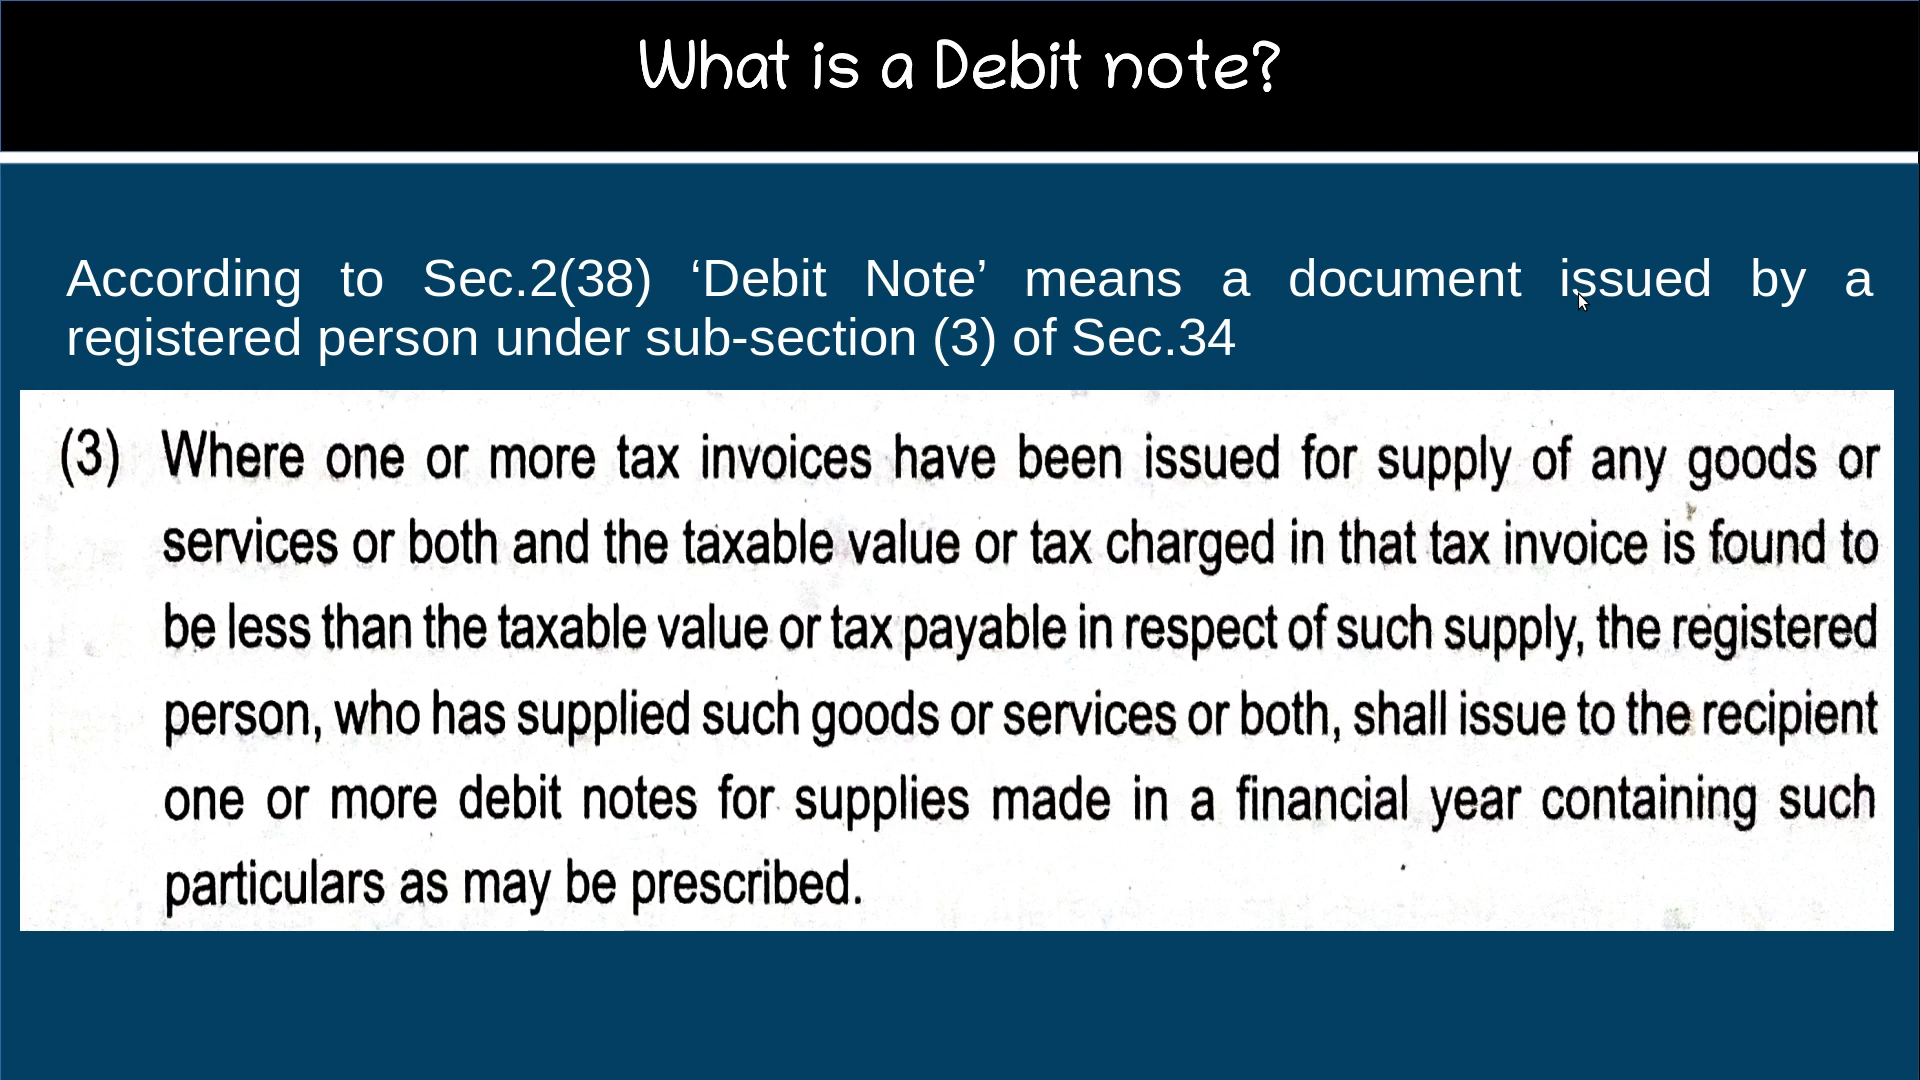 What is a Debit note?
According to Sec.2(38) ‘Debit Note’ means a document issued by a
registered person under sub-section (3) of Sec.34
(3) Where one or more tax invoices have been issued for supply of any goods or
services or both and the taxable value or tax charged in that tax invoice is found to
be less than the taxable value or tax payable in respect of such supply, the registered
person, who has supplied such goods or services or both, shall issue to the recipient
one or more debit notes for supplies made in a financial year containing such
particulars as may be prescribed.